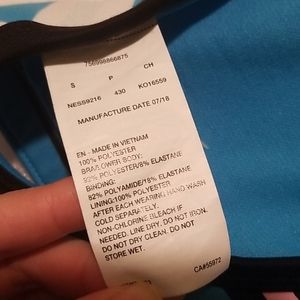 756998866875
S P CH
NESS9216 430 KO16559
MANUFACTURE DATE 07/18
EN - MADE IN VIETNAM
100% POLYESTER
BRA/LOWER BODY:
92% POLYESTER/8% ELASTANE
BINDING:
82% POLYAMIDE/18% ELASTANE
LINING:100% POLYESTER
AFTER EACH WEARING HAND WASH
COLD SEPARATELY.
NON-CHLORINE BLEACH IF
NEEDED. LINE DRY. DO NOT IRON.
DO NOT DRY CLEAN. DO NOT
STORE WET.
CA#55972